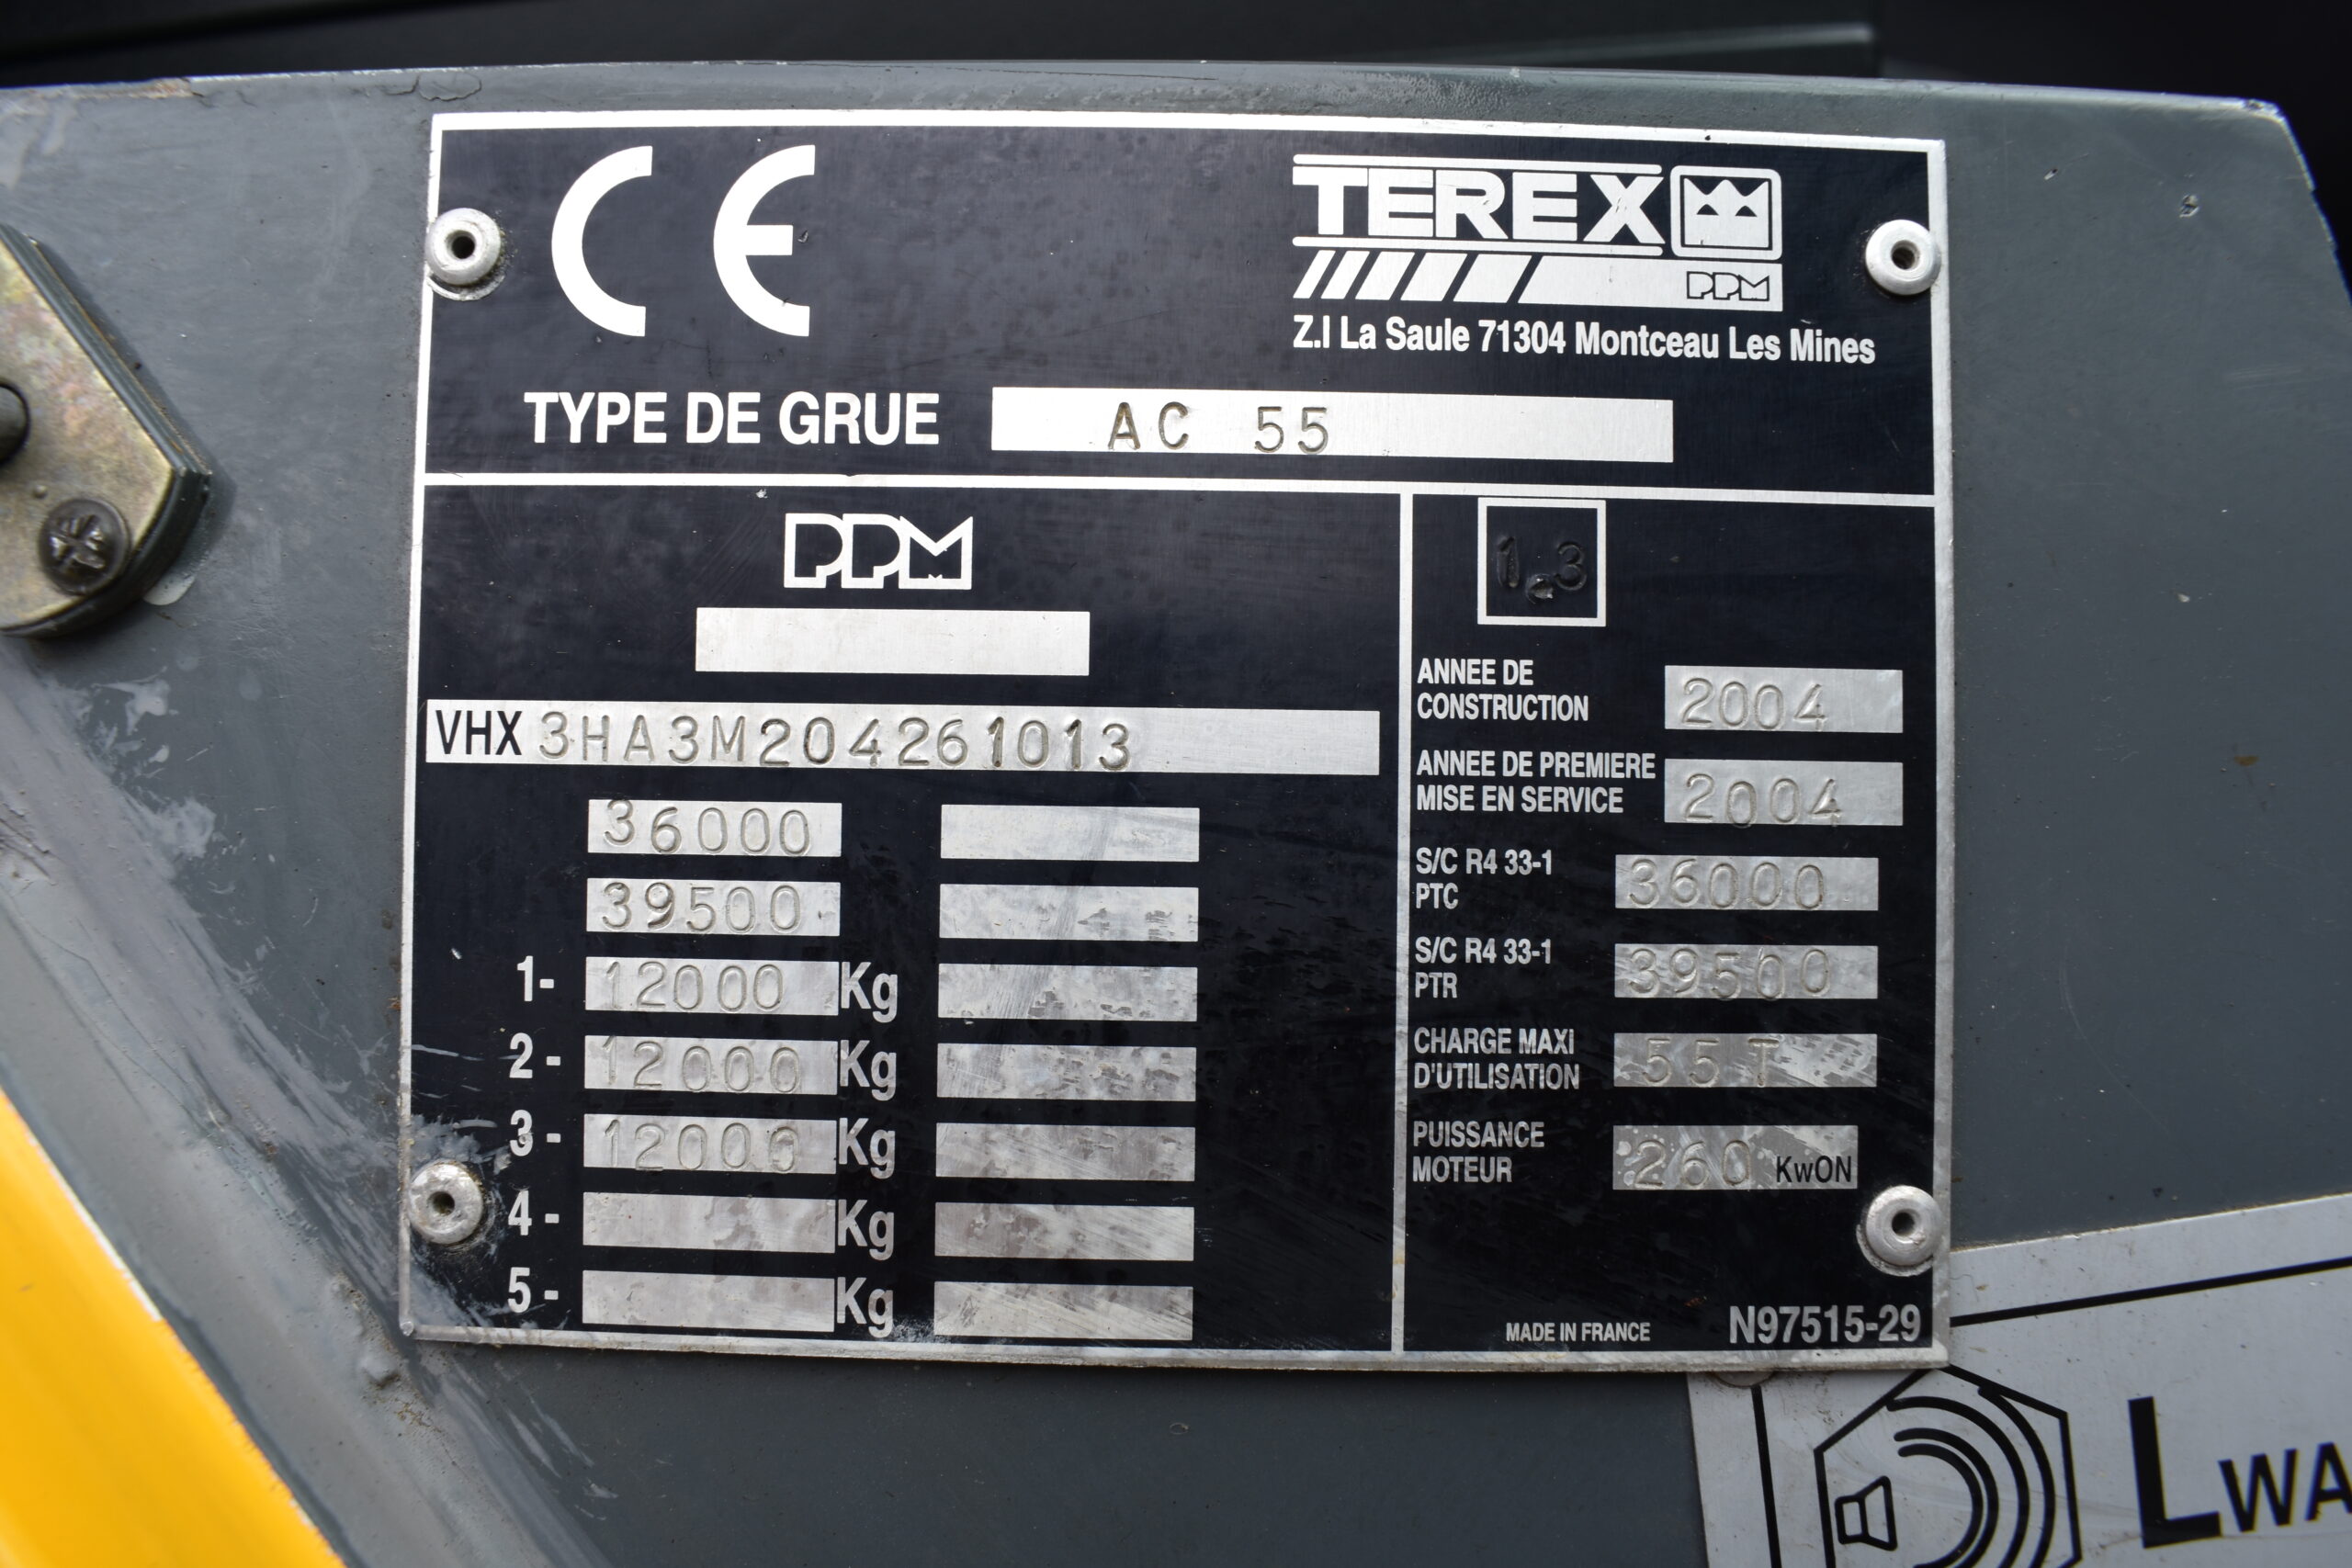 CE
TEREX
PPM
Z.I La Saule 71304 Montceau Les Mines
TYPE DE GRUE AC 55
PPM
VHX 3HA3M204261013
36000
39500
1- 12000 Kg
2- 12000 Kg
3- 12000 Kg
4- Kg
5- Kg
1.3
ANNEE DE
CONSTRUCTION 2004
ANNEE DE PREMIERE
MISE EN SERVICE 2004
S/C R4 33-1
PTC 36000
S/C R4 33-1
PTR 39500
CHARGE MAXI
D'UTILISATION 55T
PUISSANCE
MOTEUR 260 KwON
MADE IN FRANCE N97515-29
LWA